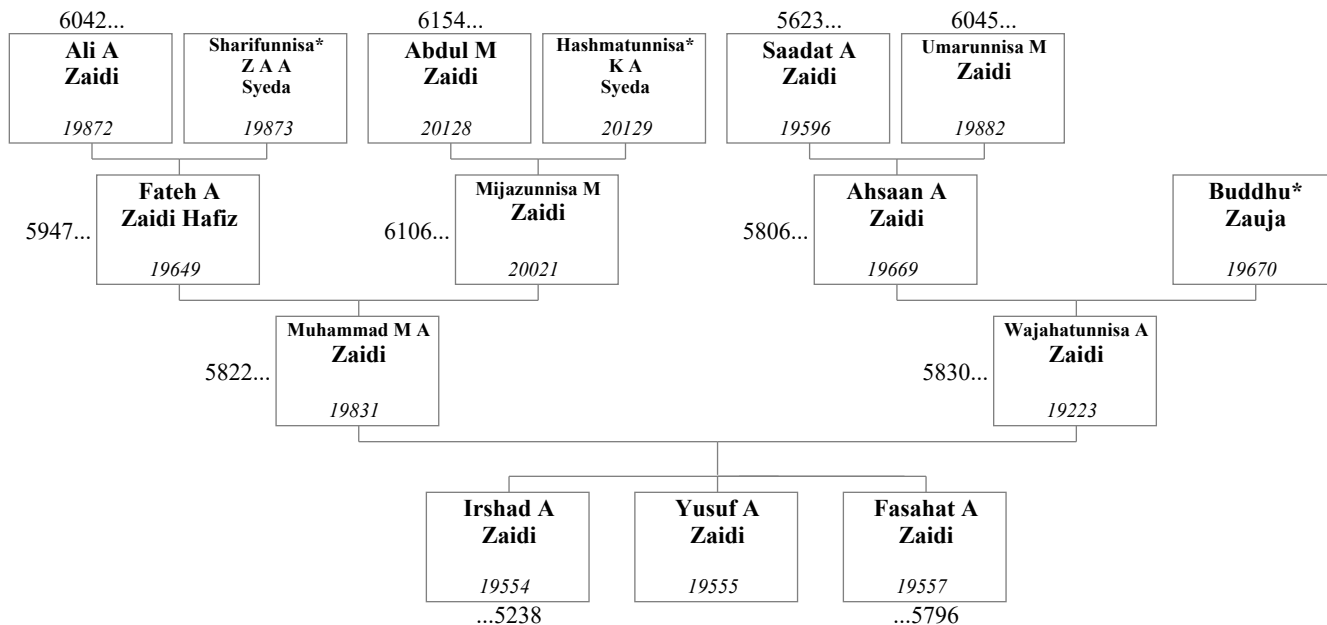 6042...
6154...
5623...
6045...
Ali A
Zaidi
19872
Sharifunnisa*
Z A A
Syeda
19873
Abdul M
Zaidi
20128
Hashmatunnisa*
K A
Syeda
20129
Saadat A
Zaidi
19596
Umarunnisa M
Zaidi
19882
5947...
Fateh A
Zaidi Hafiz
19649
6106...
Mijazunnisa M
Zaidi
20021
5806...
Ahsaan A
Zaidi
19669
Buddhu*
Zauja
19670
5822...
Muhammad M A
Zaidi
19831
5830...
Wajahatunnisa A
Zaidi
19223
Irshad A
Zaidi
19554
...5238
Yusuf A
Zaidi
19555
Fasahat A
Zaidi
19557
...5796